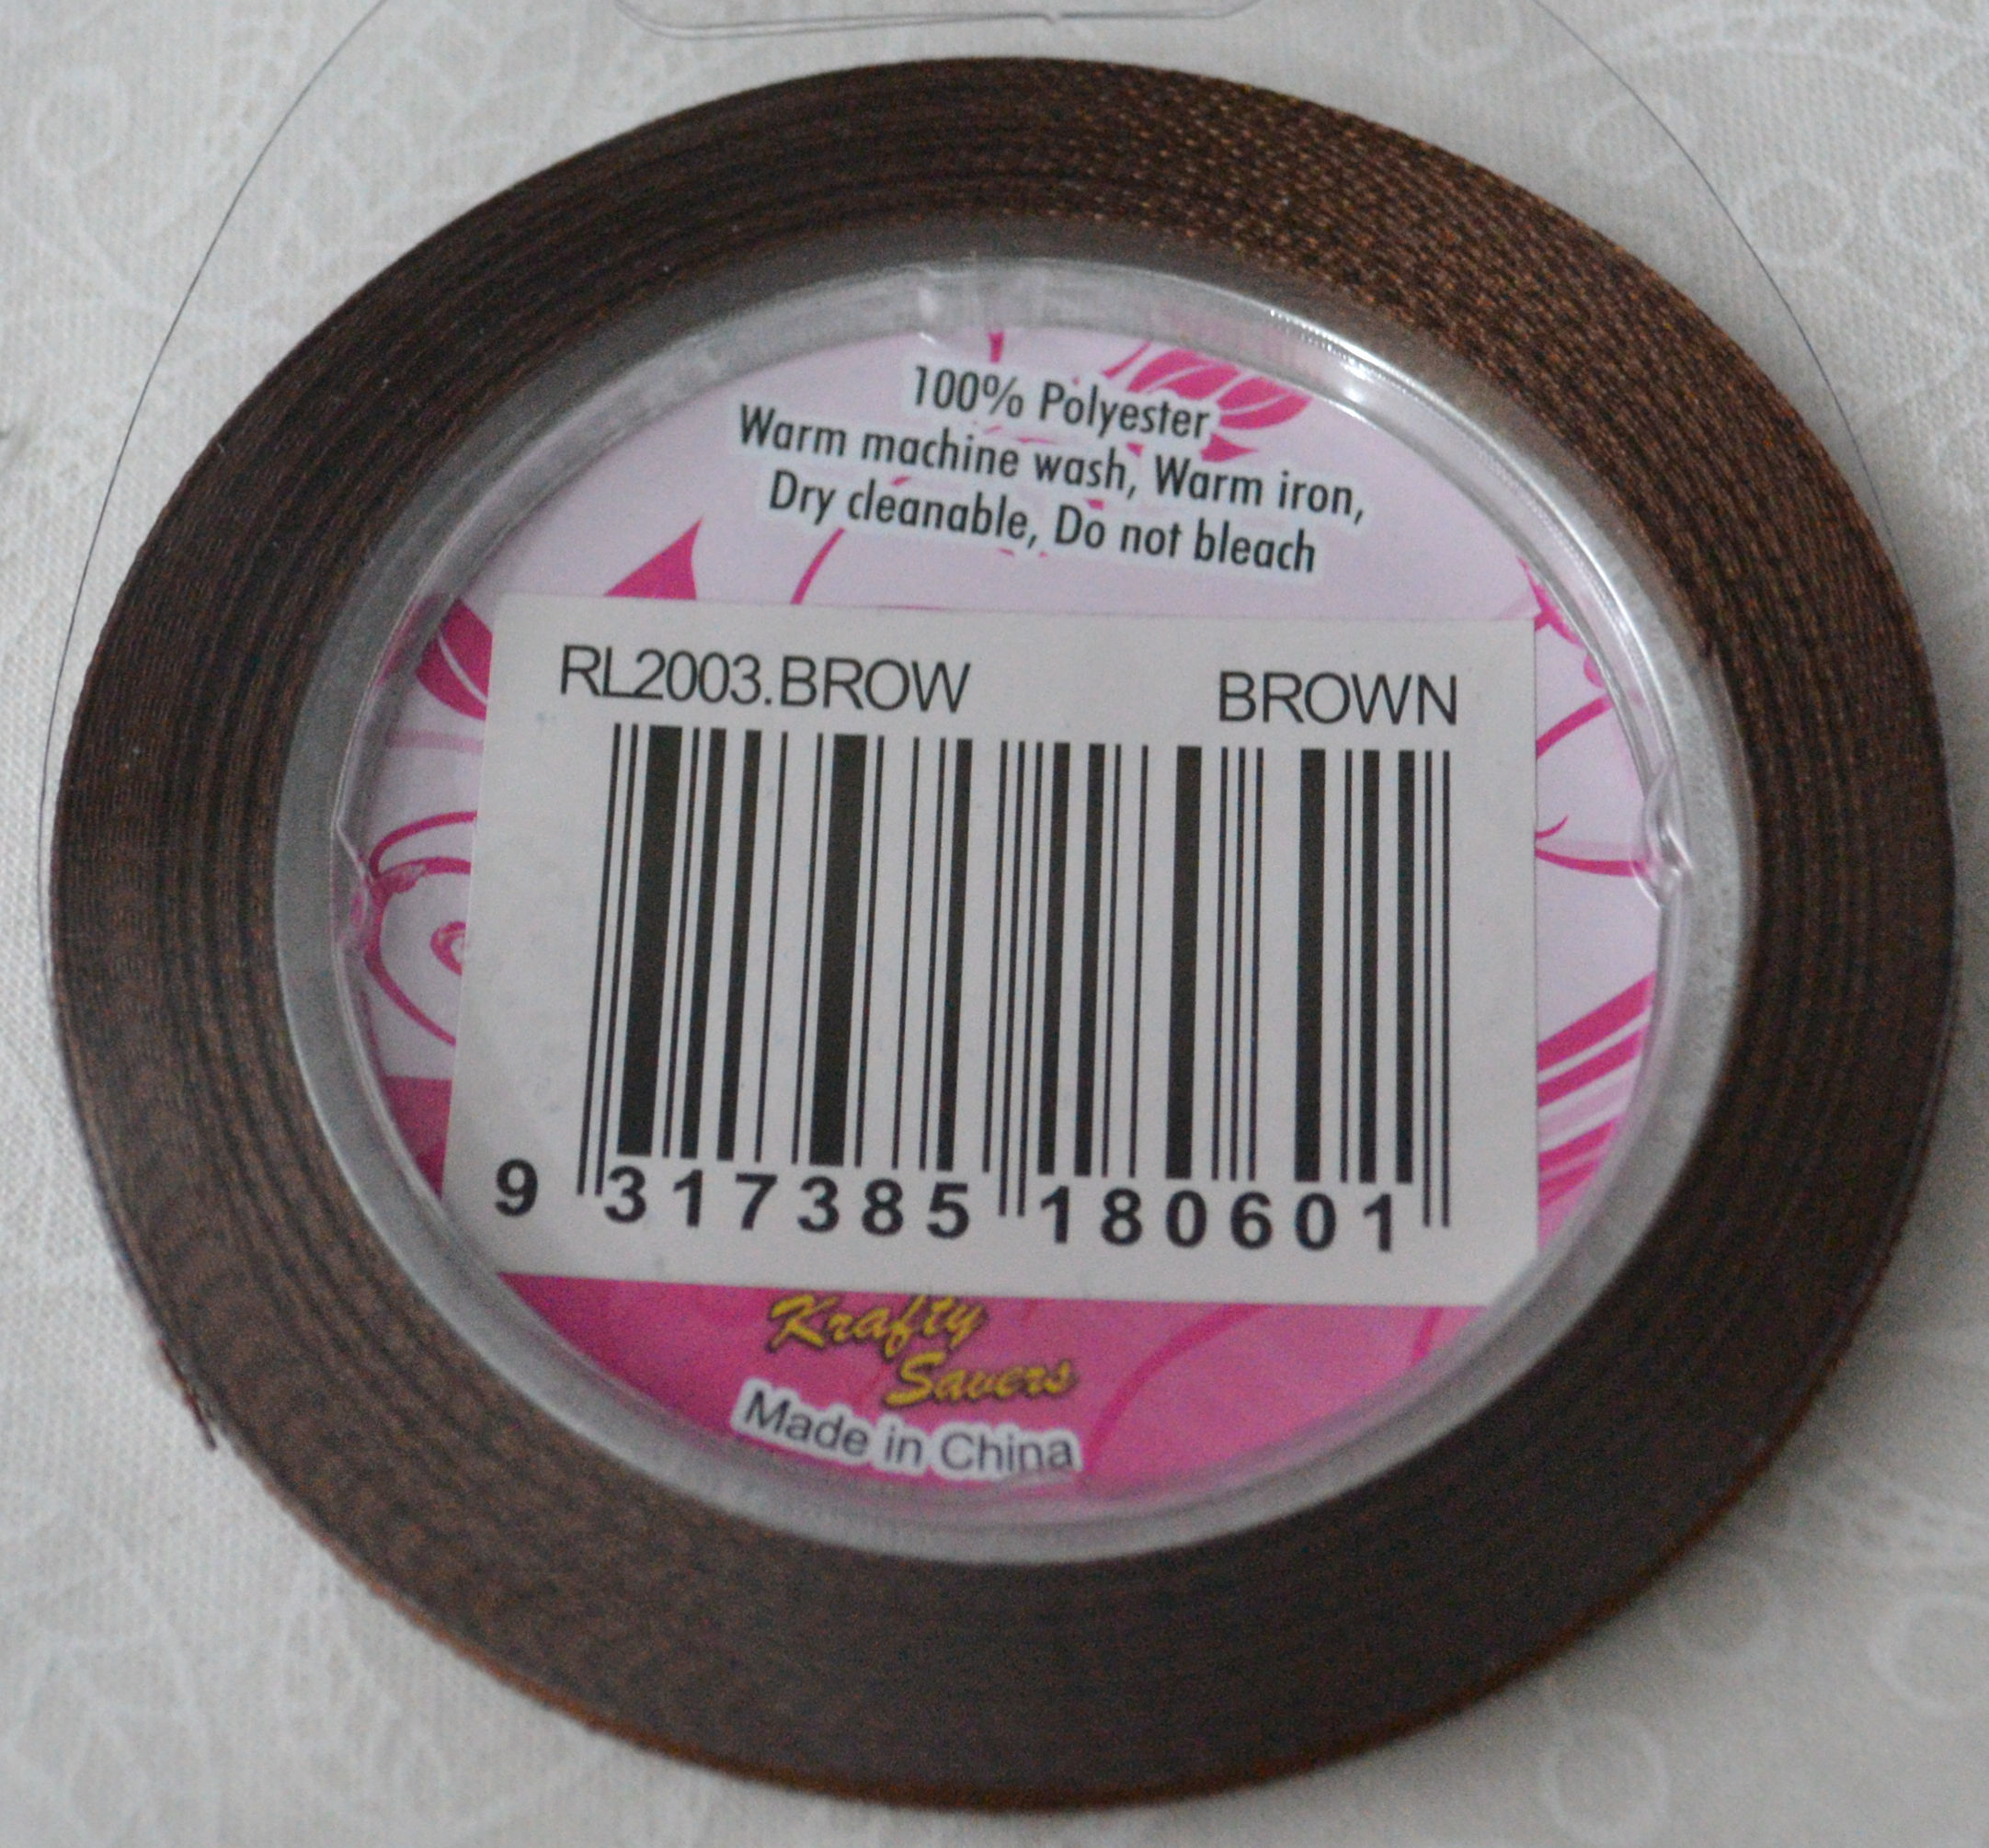 100% Polyester
Warm machine wash, Warm iron,
Dry cleanable, Do not bleach
RL2003.BROW BROWN
9 317385 180601
Krafty
Savers
Made in China